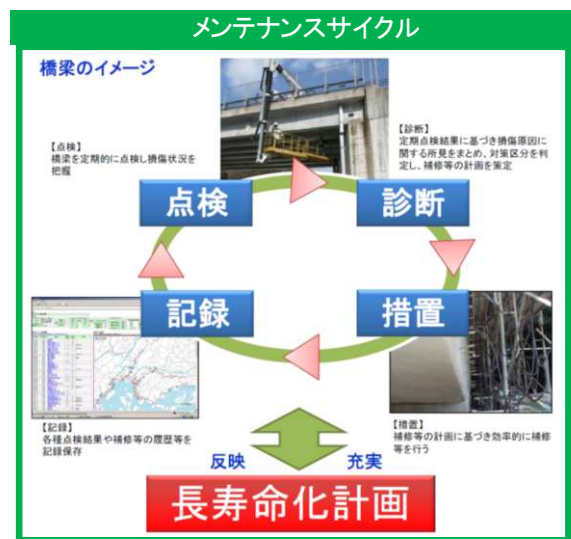 メンテナンスサイクル
橋梁のイメージ
【点検】
橋梁を定期的に点検し損傷状況を
把握
【診断】
定期点検結果に基づき損傷原因に
関する所見をまとめ、対策区分を判
定し、補修等の計画を策定
点検
診断
記録
措置
【記録】
各種点検結果や補修等の履歴等を
記録保存
【措置】
補修等の計画に基づき効率的に補修
等を行う
反映
充実
長寿命化計画